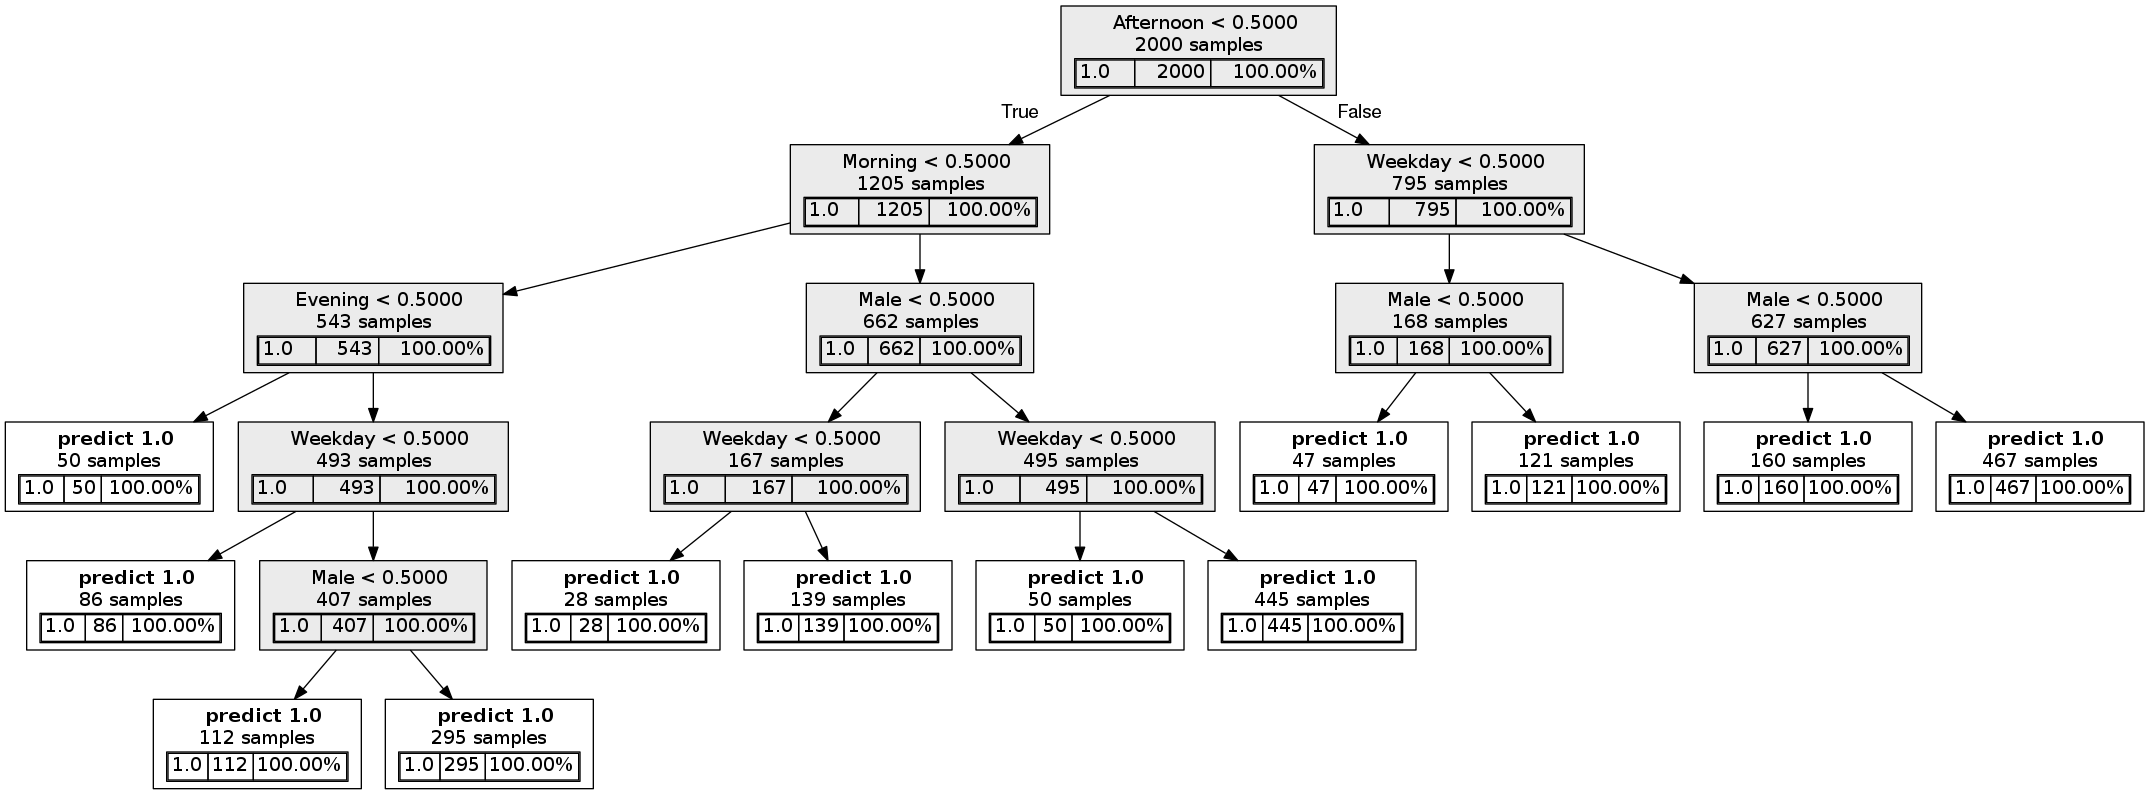 Afternoon < 0.5000
2000 samples
1.0 2000 100.00%
True
False
Morning < 0.5000
1205 samples
1.0 1205 100.00%
Weekday < 0.5000
795 samples
1.0 795 100.00%
Evening < 0.5000
543 samples
1.0 543 100.00%
Male < 0.5000
662 samples
1.0 662 100.00%
Male < 0.5000
168 samples
1.0 168 100.00%
Male < 0.5000
627 samples
1.0 627 100.00%
predict 1.0
50 samples
1.0 50 100.00%
Weekday < 0.5000
493 samples
1.0 493 100.00%
Weekday < 0.5000
167 samples
1.0 167 100.00%
Weekday < 0.5000
495 samples
1.0 495 100.00%
predict 1.0
47 samples
1.0 47 100.00%
predict 1.0
121 samples
1.0 121 100.00%
predict 1.0
160 samples
1.0 160 100.00%
predict 1.0
467 samples
1.0 467 100.00%
predict 1.0
86 samples
1.0 86 100.00%
Male < 0.5000
407 samples
1.0 407 100.00%
predict 1.0
28 samples
1.0 28 100.00%
predict 1.0
139 samples
1.0 139 100.00%
predict 1.0
50 samples
1.0 50 100.00%
predict 1.0
445 samples
1.0 445 100.00%
predict 1.0
112 samples
1.0 112 100.00%
predict 1.0
295 samples
1.0 295 100.00%